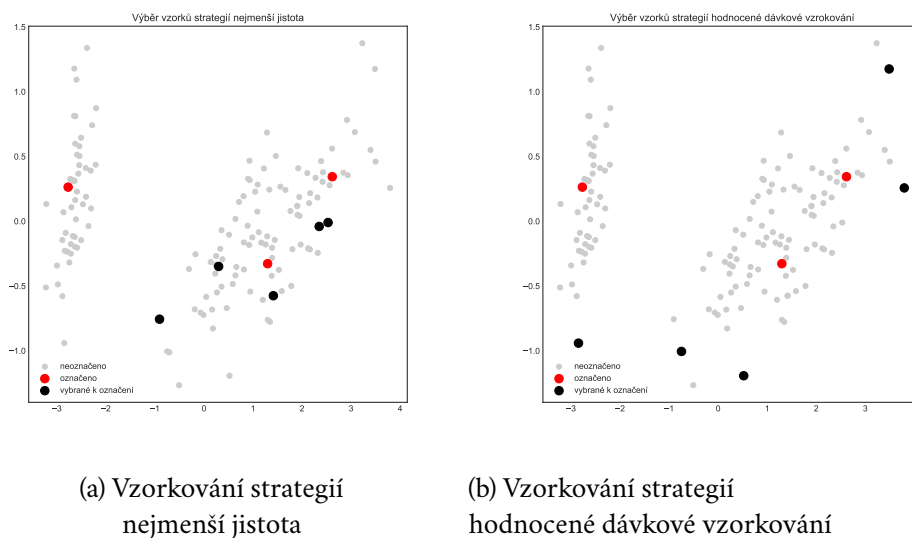 Výběr vzorků strategií nejmenší jistota
1.5
1.0
0.5
0.0
−0.5
−1.0
neoznačeno
označeno
vybrané k označení
−3 −2 −1 0 1 2 3 4
(a) Vzorkování strategií
nejmenší jistota
Výběr vzorků strategií hodnocené dávkové vzrokování
1.5
1.0
0.5
0.0
−0.5
−1.0
neoznačeno
označeno
vybrané k označení
−3 −2 −1 0 1 2 3
(b) Vzorkování strategií
hodnocené dávkové vzorkování